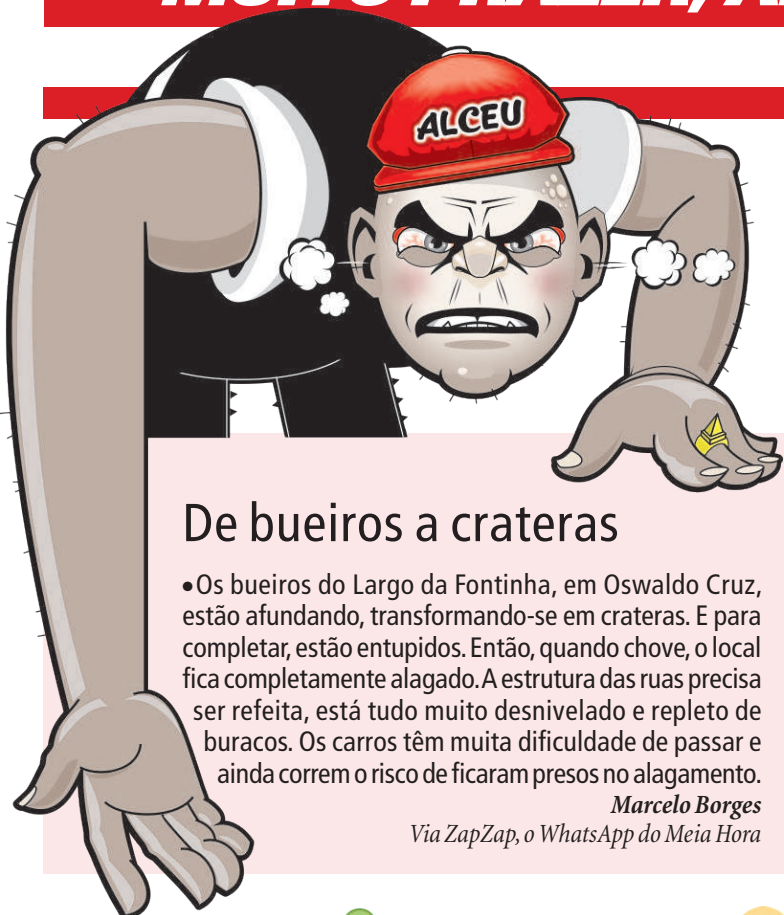 ALCEU
De bueiros a crateras
•Os bueiros do Largo da Fontinha, em Oswaldo Cruz,
estão afundando, transformando-se em crateras. E para
completar, estão entupidos. Então, quando chove, o local
fica completamente alagado. A estrutura das ruas precisa
ser refeita, está tudo muito desnivelado e repleto de
buracos. Os carros têm muita dificuldade de passar e
ainda correm o risco de ficaram presos no alagamento.
Marcelo Borges
Via ZapZap, o WhatsApp do Meia Hora